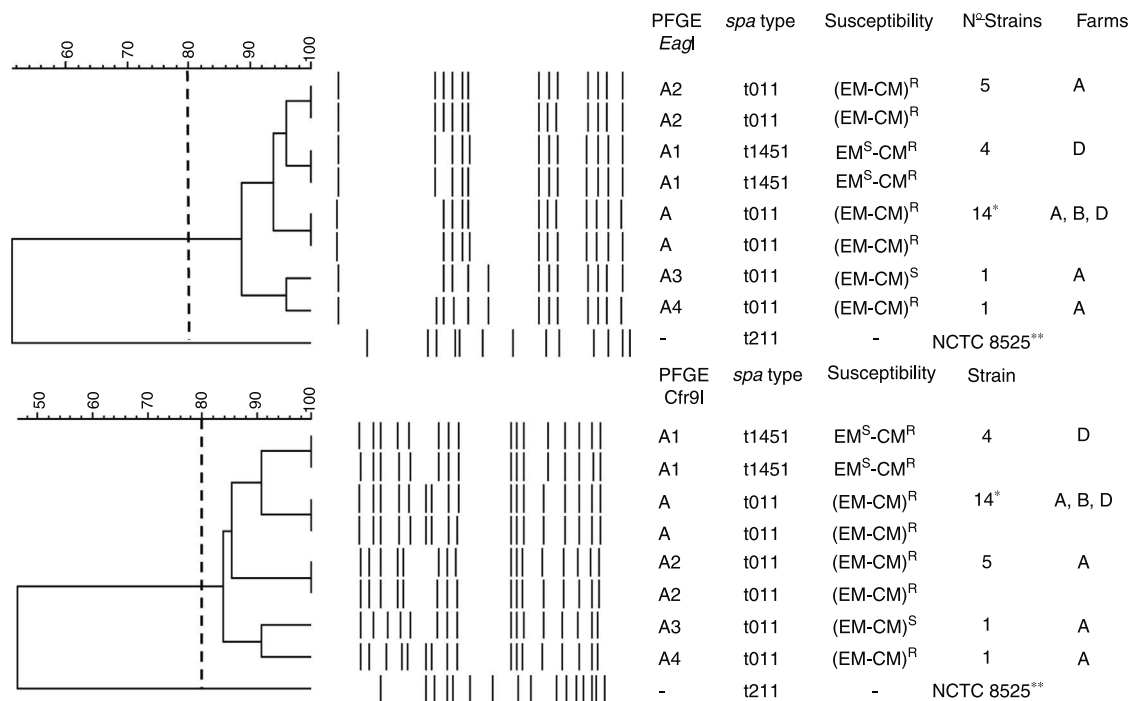 PFGE spa type Susceptibility Nº Strains Farms
EagI
60 70 80 90 100
A2 t011 (EM-CM)R 5 A
A2 t011 (EM-CM)R
A1 t1451 EMS-CMR 4 D
A1 t1451 EMS-CMR
A t011 (EM-CM)R 14* A, B, D
A t011 (EM-CM)R
A3 t011 (EM-CM)S 1 A
A4 t011 (EM-CM)R 1 A
- t211 - NCTC 8525**
PFGE spa type Susceptibility Strain
Cfr9I
50 60 70 80 90 100
A1 t1451 EMS-CMR 4 D
A1 t1451 EMS-CMR
A t011 (EM-CM)R 14* A, B, D
A t011 (EM-CM)R
A2 t011 (EM-CM)R 5 A
A2 t011 (EM-CM)R
A3 t011 (EM-CM)S 1 A
A4 t011 (EM-CM)R 1 A
- t211 - NCTC 8525**